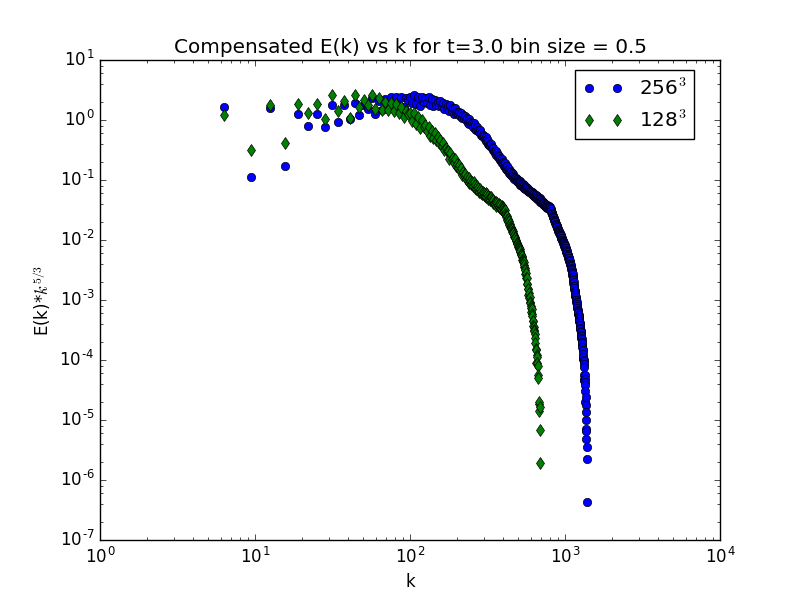 Compensated E(k) vs k for t=3.0 bin size = 0.5
10^1
10^0
10^-1
10^-2
10^-3
10^-4
10^-5
10^-6
10^-7
E(k)*k^5/3
256^3
128^3
10^0 10^1 10^2 10^3 10^4
k